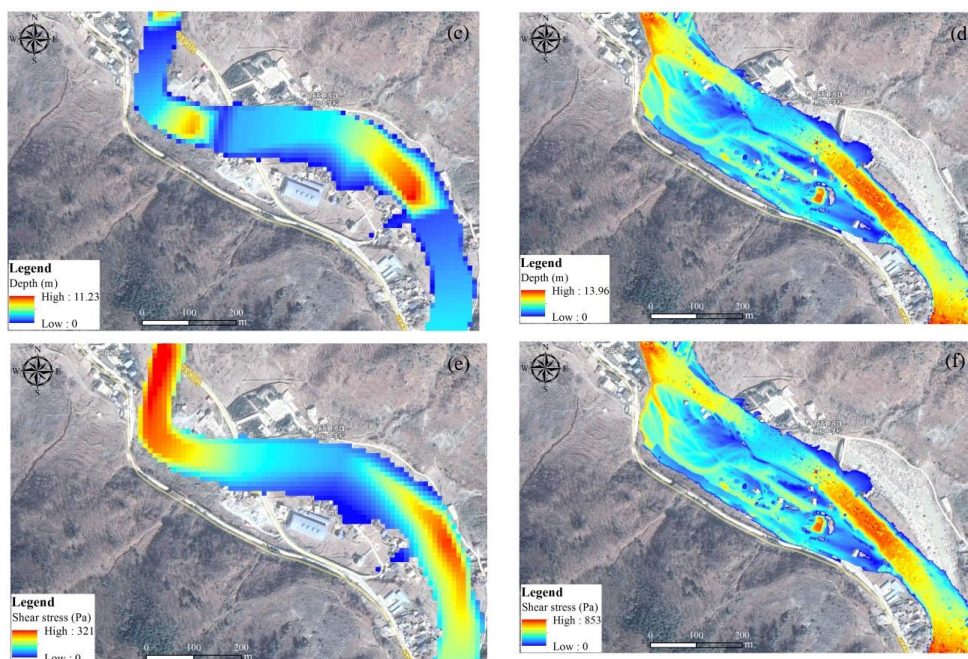 (c)
N
W E
S
Legend
Depth (m)
High : 11.23
Low : 0
0 100 200
m
(d)
N
W E
S
Legend
Depth (m)
High : 13.96
Low : 0
0 100 200
m
(e)
N
W E
S
Legend
Shear stress (Pa)
High : 321
Low : 0
0 100 200
m
(f)
N
W E
S
Legend
Shear stress (Pa)
High : 853
Low : 0
0 100 200
m